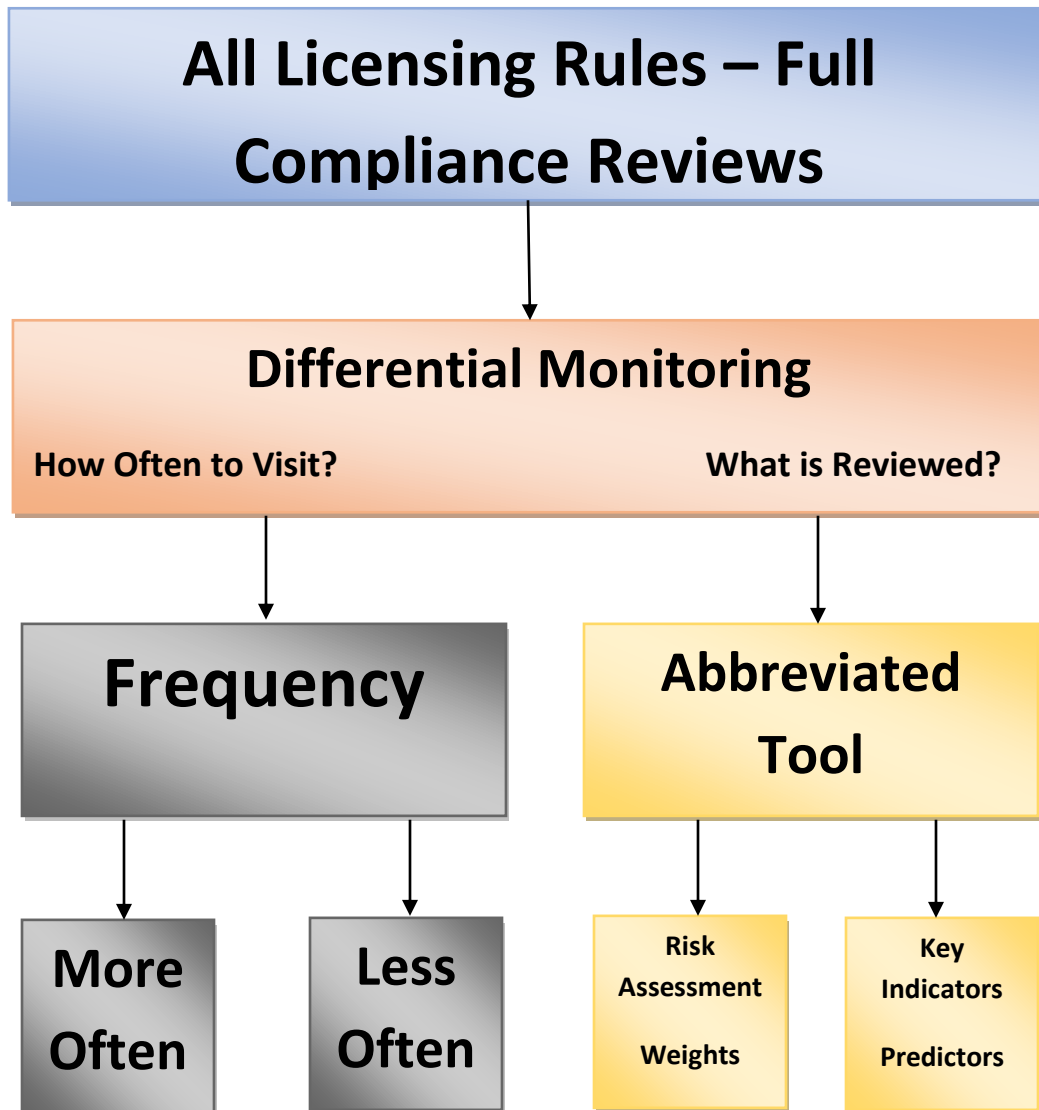 All Licensing Rules – Full
Compliance Reviews
Differential Monitoring
How Often to Visit?
What is Reviewed?
Frequency
Abbreviated
Tool
More
Often
Less
Often
Risk
Assessment
Weights
Key
Indicators
Predictors